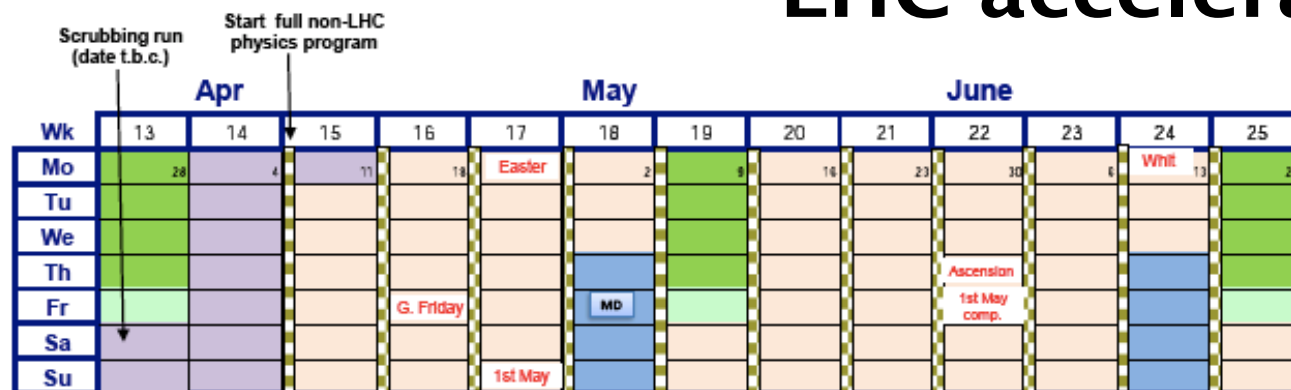 LHC accelera
Scrubbing run
(date t.b.c.)
Start full non-LHC
physics program
Apr May June
Wk 13 14 15 16 17 18 19 20 21 22 23 24 25
Mo 28 4 11 18 Easter 2 9 16 23 30 6 Whit 13 2
Tu
We
Th Ascension
Fr G. Friday MD 1st May
comp.
Sa
Su 1st May